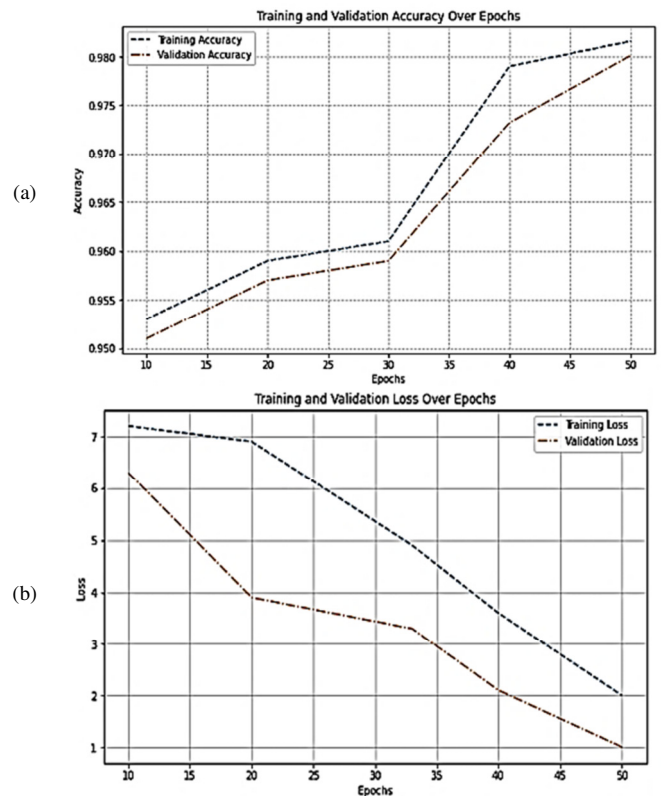 (a)
Training and Validation Accuracy Over Epochs
Training Accuracy
Validation Accuracy
Accuracy
0.980
0.975
0.970
0.965
0.960
0.955
0.950
10 15 20 25 30 35 40 45 50
Epochs
(b)
Training and Validation Loss Over Epochs
Training Loss
Validation Loss
Loss
7
6
5
4
3
2
1
10 15 20 25 30 35 40 45 50
Epochs